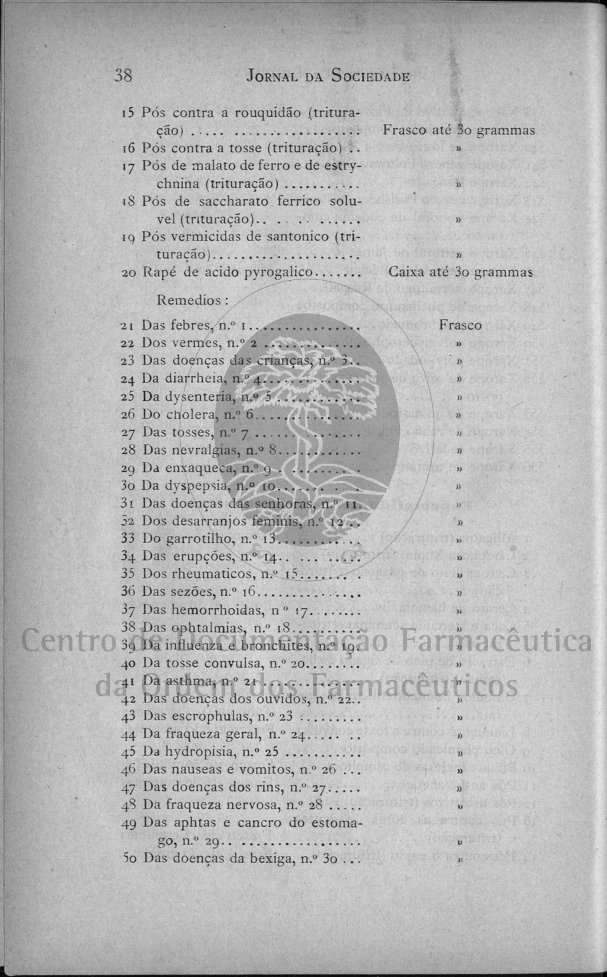 38 JORNAL DA SOCIEDADE
15 Pós contra a rouquidão (tritura-
ção) . . . . . . . . . . . . . . . . . . . . . . Frasco até 30 grammas
16 Pós contra a tosse (trituração) . . »
17 Pós de malato de ferro e de estry-
chnina (trituração) . . . . . . . . . . . »
18 Pós de saccharato ferrico solu-
vel (trituração). . . . . . . . . . . . »
19 Pós vermicidas de santonico (tri-
turação). . . . . . . . . . . . . . . . . . . . . »
20 Rapé de acido pyrogalico. . . . . . . Caixa até 30 grammas
Remedios :
21 Das febres, n.º 1. . . . . . . . . . . . . . . . Frasco
22 Dos vermes, n.º 2 . . . . . . . . . . . . . . »
23 Das doenças das crianças, n.º 3. . »
24 Da diarrheia, n.º 4. . . . . . . . . . . . . . »
25 Da dysenteria, n.º 5 . . . . . . . . . . . . »
26 Do cholera, n.º 6. . . . . . . . . . . . . . . »
27 Das tosses, n.º 7 . . . . . . . . . . . . . . . »
28 Das nevralgias, n.º 8. . . . . . . . . . . . »
29 Da enxaqueca, n.º 9 . . . . . . . . . . . . »
30 Da dyspepsia, n.º 10. . . . . . . . . . . »
31 Das doenças das senhoras, n.º 11. »
32 Dos desarranjos feminis, n.º 12 . . »
33 Do garrotilho, n.º 13. . . . . . . . . . . . »
34 Das erupções, n.º 14. . . . . . . . . . . »
35 Dos rheumaticos, n.º 15. . . . . . . . »
36 Das sezões, n.º 16. . . . . . . . . . . . . . . »
37 Das hemorrhoidas, n º 17. . . . . . . »
38 Das ophtalmias, n.º 18. . . . . . . . . . »
Centro de Documentação Farmacêutica
39 Da influenza e bronchites, n.º 19. »
40 Da tosse convulsa, n.º 20. . . . . . . . »
da Ordem dos Farmacêuticos
41 Da asthma, n.º 21 . . . . . . . . . . . . . . »
42 Das doenças dos ouvidos, n.º 22. . »
43 Das escrophulas, n.º 23 . . . . . . . . . »
44 Da fraqueza geral, n.º 24. . . . . . . »
45 Da hydropisia, n.º 25 . . . . . . . . . . . »
46 Das nauseas e vomitos, n.º 26 . . . »
47 Das doenças dos rins, n.º 27. . . . . »
48 Da fraqueza nervosa, n.º 28 . . . . . »
49 Das aphtas e cancro do estoma-
go, n.º 29. . . . . . . . . . . . . . . . . . . »
50 Das doenças da bexiga, n.º 30 . . . »